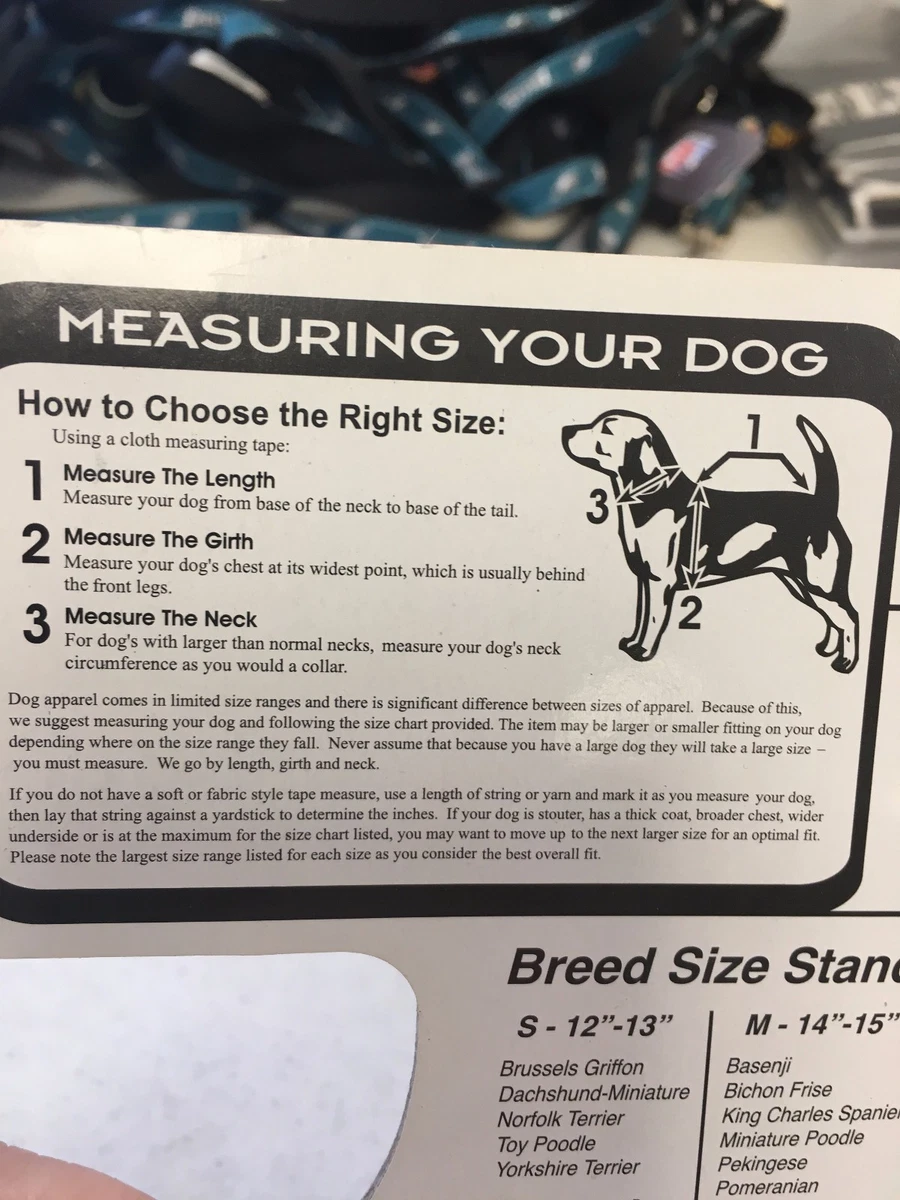 MEASURING YOUR DOG
How to Choose the Right Size:
Using a cloth measuring tape:
1 Measure The Length
Measure your dog from base of the neck to base of the tail.
2 Measure The Girth
Measure your dog's chest at its widest point, which is usually behind
the front legs.
3 Measure The Neck
For dog's with larger than normal necks, measure your dog's neck
circumference as you would a collar.
1
3
2
Dog apparel comes in limited size ranges and there is significant difference between sizes of apparel. Because of this,
we suggest measuring your dog and following the size chart provided. The item may be larger or smaller fitting on your dog
depending where on the size range they fall. Never assume that because you have a large dog they will take a large size –
you must measure. We go by length, girth and neck.
If you do not have a soft or fabric style tape measure, use a length of string or yarn and mark it as you measure your dog,
then lay that string against a yardstick to determine the inches. If your dog is stouter, has a thick coat, broader chest, wider
underside or is at the maximum for the size chart listed, you may want to move up to the next larger size for an optimal fit.
Please note the largest size range listed for each size as you consider the best overall fit.
Breed Size Stan
S - 12”-13”
Brussels Griffon
Dachshund-Miniature
Norfolk Terrier
Toy Poodle
Yorkshire Terrier
M - 14”-15”
Basenji
Bichon Frise
King Charles Spanie
Miniature Poodle
Pekingese
Pomeranian